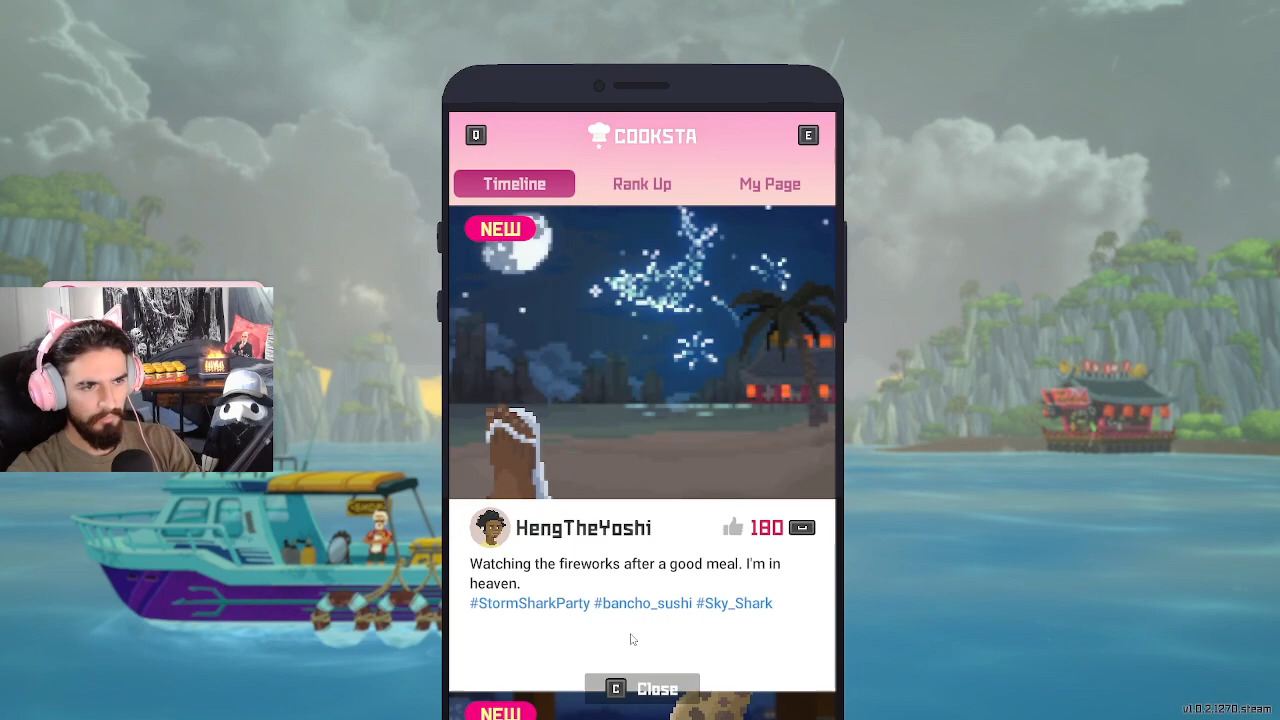 Q
COOKSTA
E
Timeline
Rank Up
My Page
NEW
HengTheYoshi
180
Watching the fireworks after a good meal. I'm in
heaven.
#StormSharkParty #bancho_sushi #Sky_Shark
C Close
NEW
v1.0.2.1270.steam